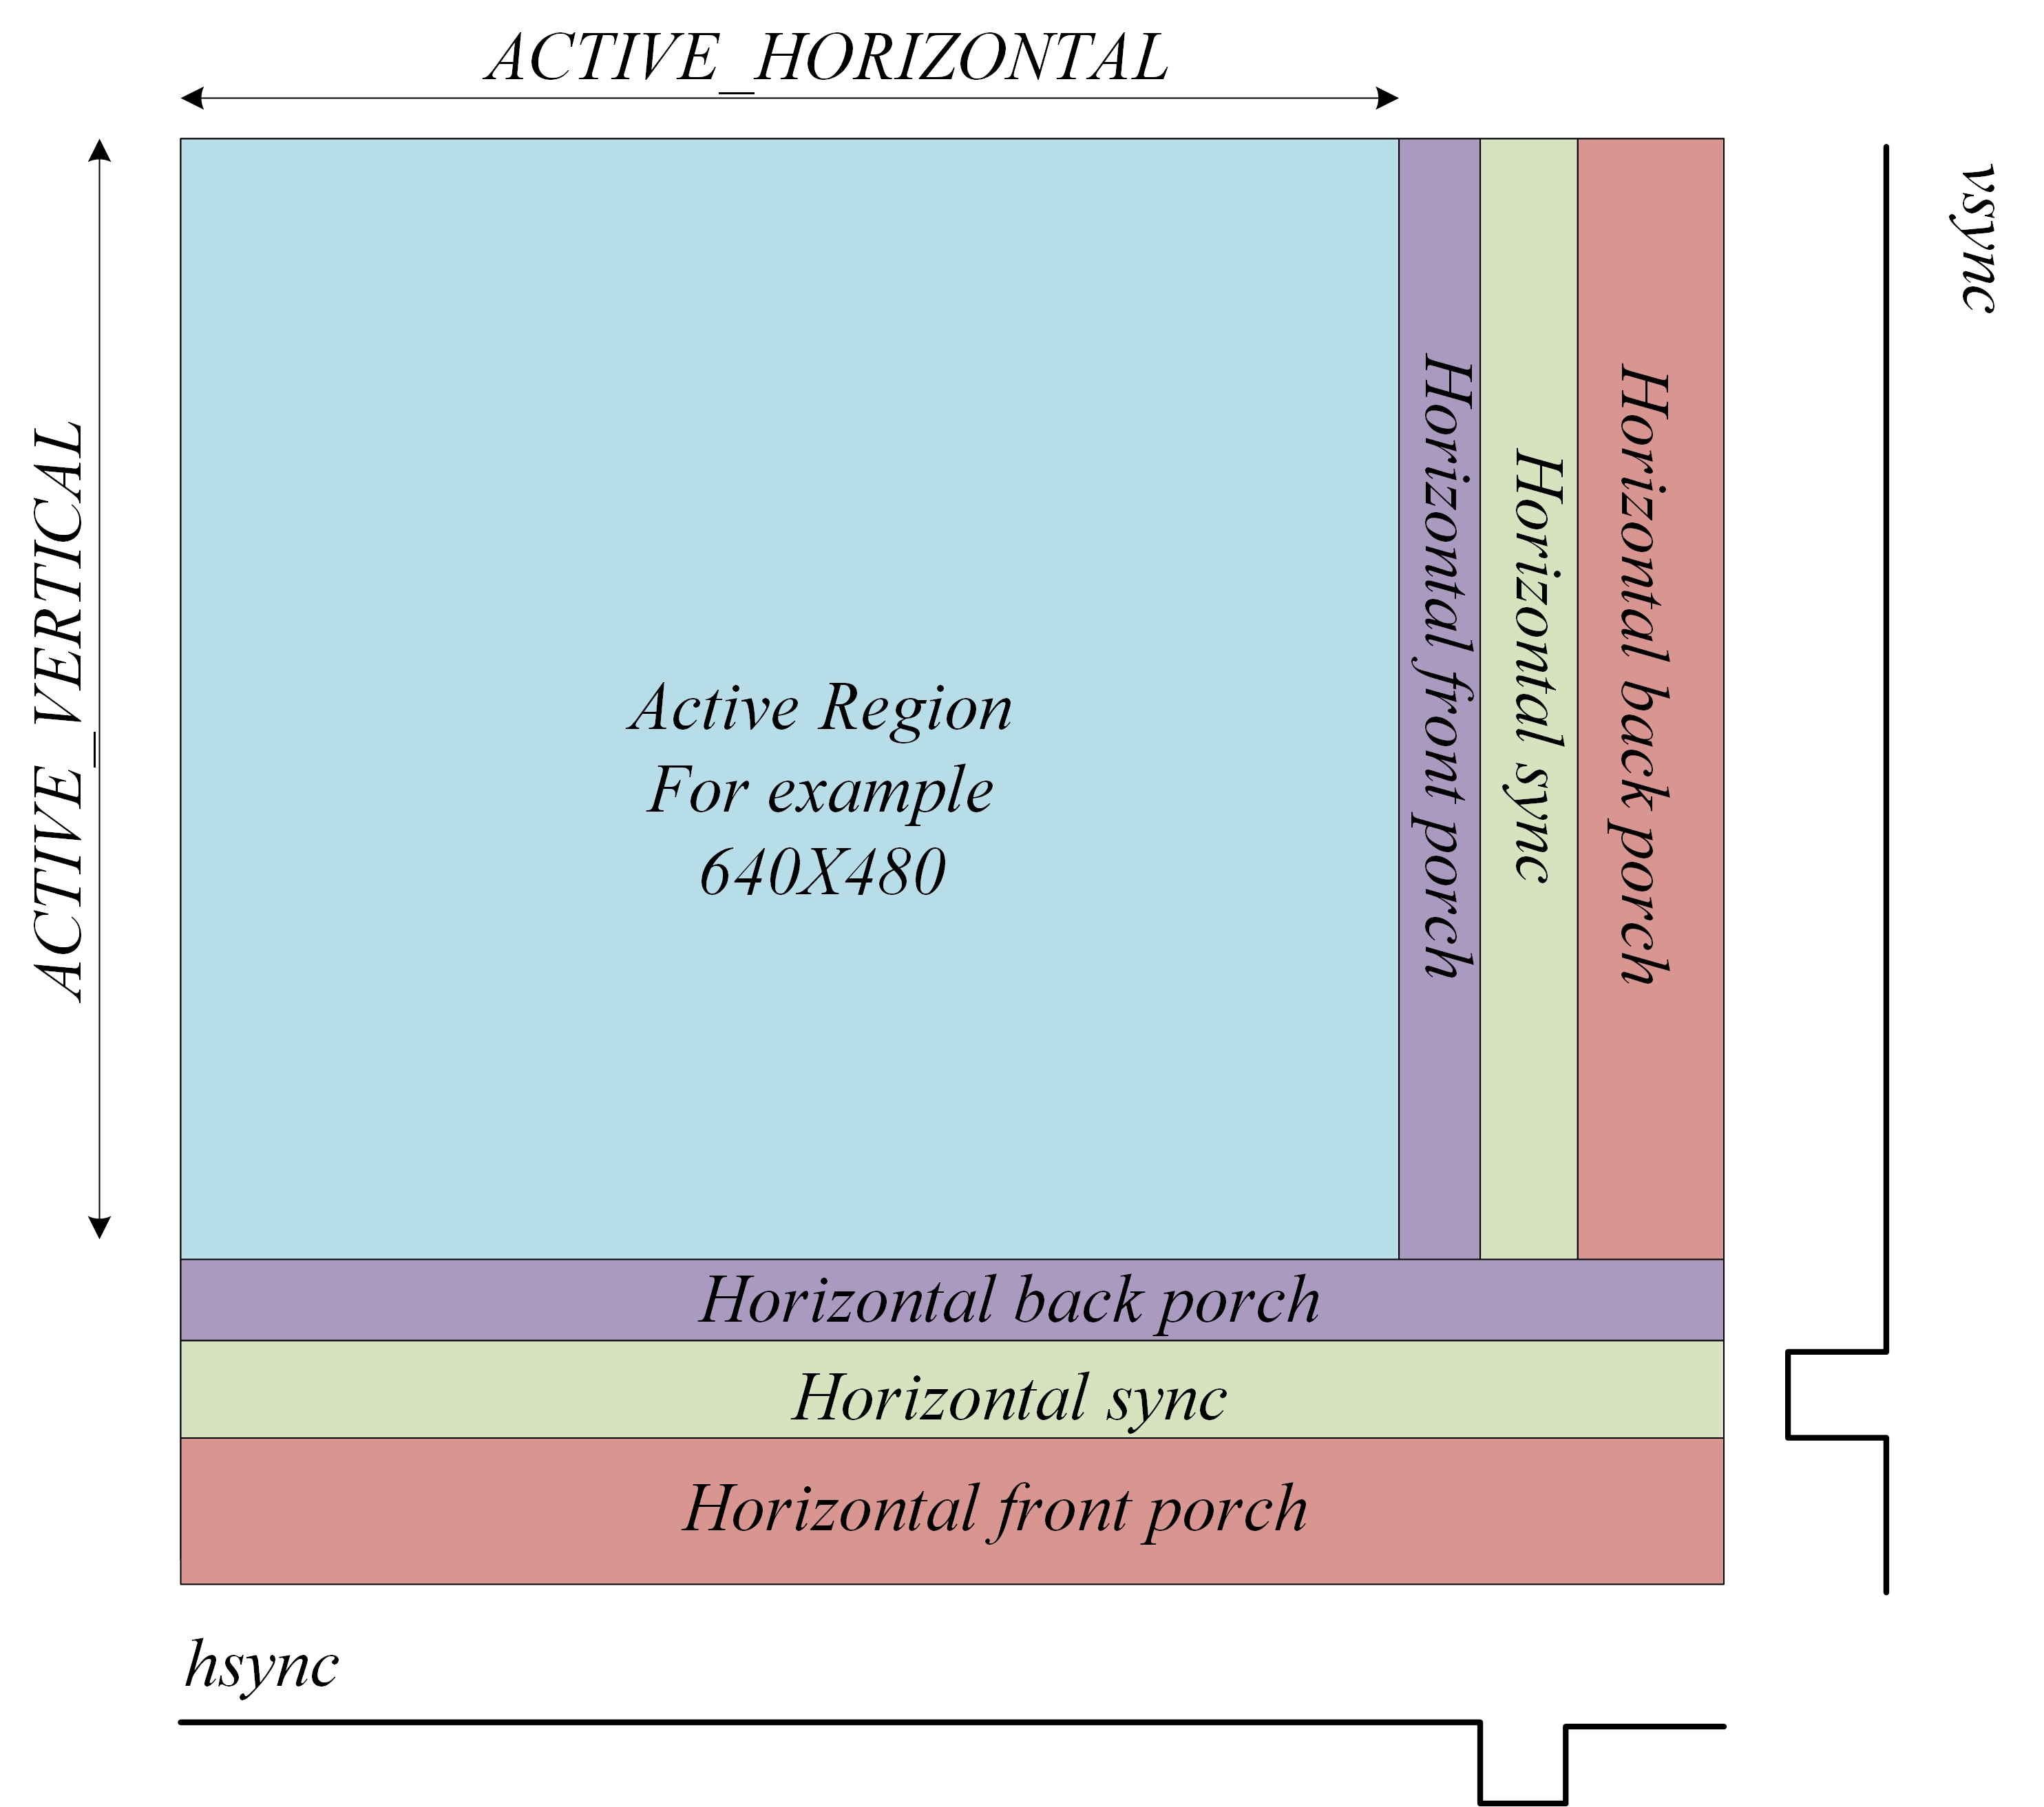 ACTIVE_HORIZONTAL
vsync
ACTIVE_VERTICAL
Active Region
For example
640X480
Horizontal front porch
Horizontal sync
Horizontal back porch
Horizontal back porch
Horizontal sync
Horizontal front porch
hsync